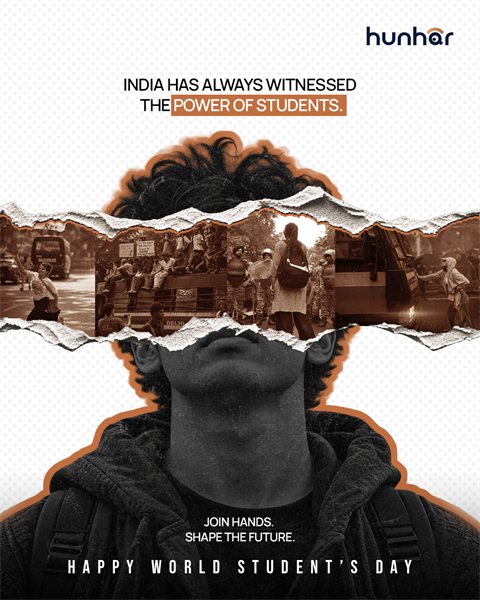 hunhar
INDIA HAS ALWAYS WITNESSED
THE POWER OF STUDENTS.
JOIN HANDS.
SHAPE THE FUTURE.
HAPPY WORLD STUDENT'S DAY